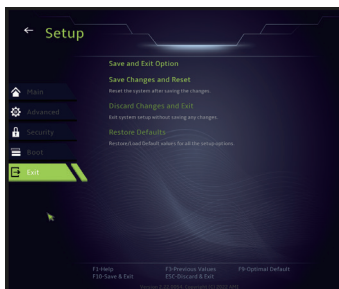 Setup
Save and Exit Option
Save Changes and Reset
Reset the system after saving the changes.
Main
Advanced
Discard Changes and Exit
Exit system setup without saving any changes
Security
Restore Defaults
Restore/Load Default values for all the setup options
Boot
Exit
F1-Help F3-Previous Values F9-Optimal Default
F10-Save & Exit ESC-Discard & Exit